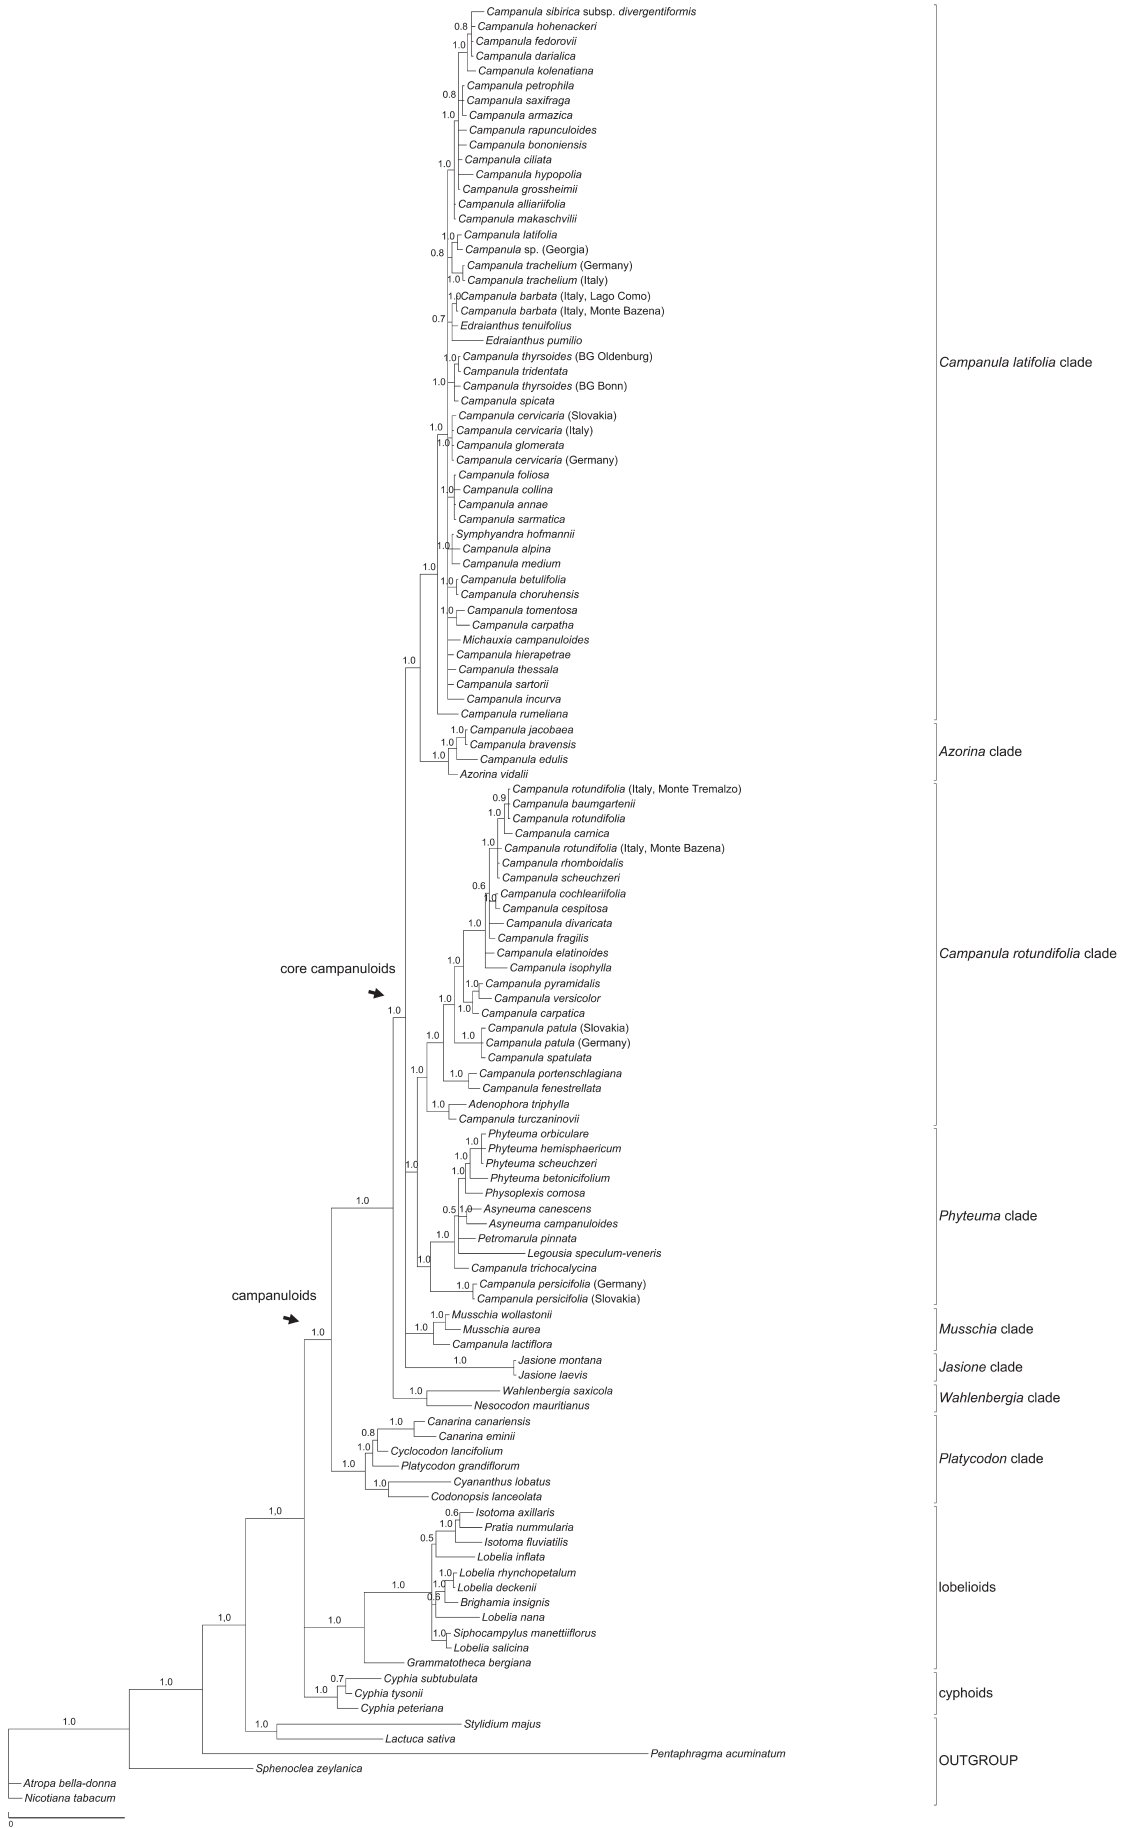 Campanula sibirica subsp. divergentiformis
0.8
Campanula hohenackeri
Campanula fedorovii
1.0
Campanula darialica
Campanula kolenatiana
Campanula petrophila
0.8
Campanula saxifraga
1.0
Campanula armazica
Campanula rapunculoides
Campanula bononiensis
Campanula ciliata
1.0
Campanula hypopolia
Campanula grossheimii
Campanula alliariifolia
Campanula makaschvilii
1.0
Campanula latifolia
Campanula sp. (Georgia)
0.8
Campanula trachelium (Germany)
1.0
Campanula trachelium (Italy)
1.0
Campanula barbata (Italy, Lago Como)
Campanula barbata (Italy, Monte Bazena)
0.7
Edraianthus tenuifolius
Edraianthus pumilio
1.0
Campanula thyrsoides (BG Oldenburg)
Campanula tridentata
1.0
Campanula thyrsoides (BG Bonn)
Campanula spicata
Campanula latifolia clade
Campanula cervicaria (Slovakia)
1.0
Campanula cervicaria (Italy)
1.0
Campanula glomerata
Campanula cervicaria (Germany)
Campanula foliosa
1.0
Campanula collina
Campanula annae
Campanula sarmatica
Symphyandra hofmannii
1.0
Campanula alpina
Campanula medium
1.0
1.0
Campanula betulifolia
Campanula choruhensis
1.0
Campanula tomentosa
Campanula carpatha
Michauxia campanuloides
1.0
Campanula hierapetrae
Campanula thessala
Campanula sartorii
Campanula incurva
Campanula rumeliana
1.0
Campanula jacobaea
1.0
Campanula bravensis
1.0
Campanula edulis
Azorina vidalii
Azorina clade
Campanula rotundifolia (Italy, Monte Tremalzo)
0.9
Campanula baumgartenii
1.0
Campanula rotundifolia
Campanula carnica
1.0
Campanula rotundifolia (Italy, Monte Bazena)
Campanula rhomboidalis
Campanula scheuchzeri
0.6
Campanula cochleariifolia
1.0
Campanula cespitosa
1.0
Campanula divaricata
Campanula fragilis
Campanula elatinoides
1.0
Campanula isophylla
1.0
Campanula pyramidalis
1.0
Campanula versicolor
1.0
Campanula carpatica
Campanula patula (Slovakia)
1.0
1.0
Campanula patula (Germany)
Campanula spatulata
1.0
1.0
Campanula portenschlagiana
Campanula fenestrellata
1.0
Adenophora triphylla
Campanula turczaninovii
Campanula rotundifolia clade
core campanuloids
1.0
Phyteuma orbiculare
1.0
Phyteuma hemisphaericum
1.0
Phyteuma scheuchzeri
1.0
1.0
Phyteuma betonicifolium
Physoplexis comosa
0.5
1.0
Asyneuma canescens
Asyneuma campanuloides
1.0
Petromarula pinnata
Legousia speculum-veneris
1.0
Campanula trichocalycina
1.0
Campanula persicifolia (Germany)
Campanula persicifolia (Slovakia)
Phyteuma clade
1.0
campanuloids
1.0
Musschia wollastonii
1.0
Musschia aurea
Campanula lactiflora
Musschia clade
1.0
1.0
Jasione montana
Jasione laevis
Jasione clade
1.0
Wahlenbergia saxicola
Nesocodon mauritianus
Wahlenbergia clade
1.0
Canarina canariensis
0.8
Canarina eminii
1.0
Cyclocodon lancifolium
1.0
Platycodon grandiflorum
1.0
Cyananthus lobatus
Codonopsis lanceolata
Platycodon clade
1,0
0.6
Isotoma axillaris
1.0
Pratia nummularia
0.5
Isotoma fluviatilis
Lobelia inflata
1.0
Lobelia rhynchopetalum
1.0
1.0
Lobelia deckenii
0.6
Brighamia insignis
Lobelia nana
1.0
Siphocampylus manettiiflorus
Lobelia salicina
1.0
Grammatotheca bergiana
lobelioids
1,0
0.7
Cyphia subtubulata
1.0
Cyphia tysonii
Cyphia peteriana
cyphoids
1.0
1.0
Stylidium majus
Lactuca sativa
1.0
Pentaphragma acuminatum
Sphenoclea zeylanica
Atropa bella-donna
Nicotiana tabacum
OUTGROUP
0